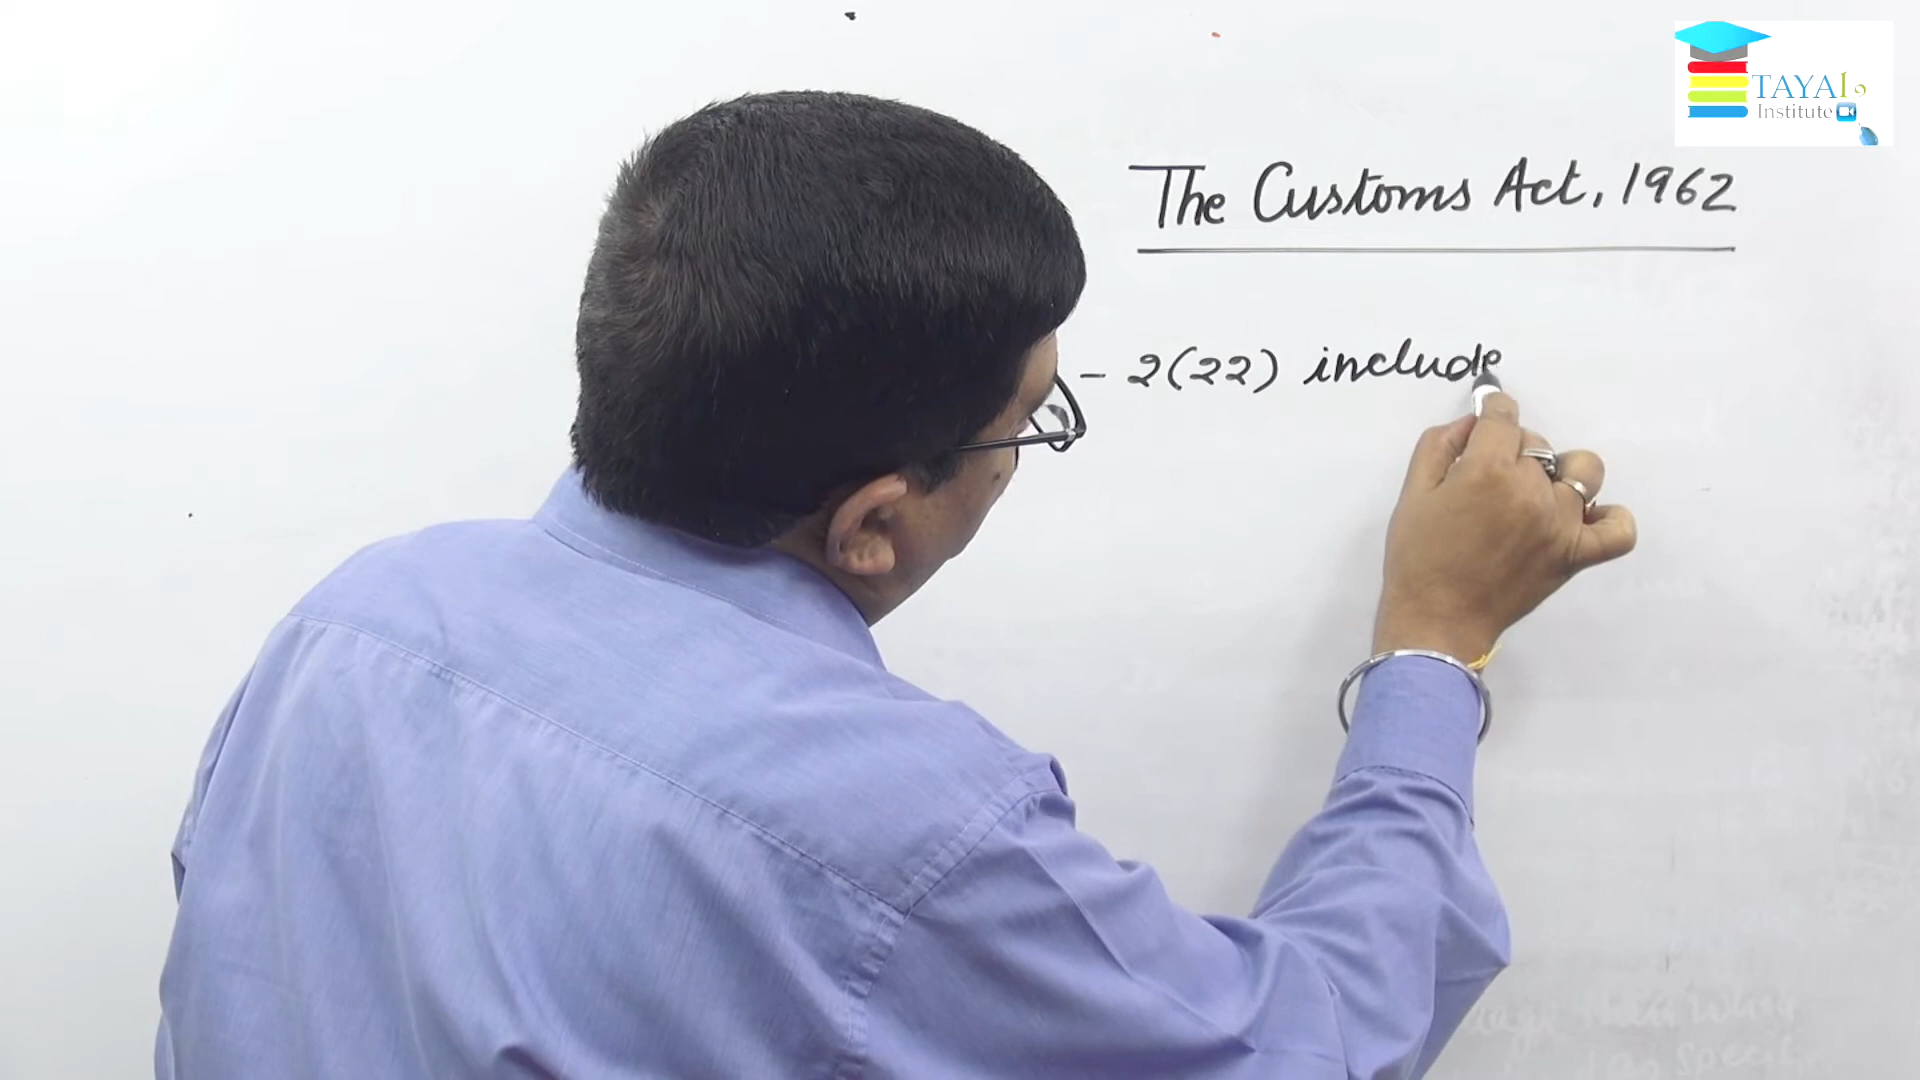 TAYAl
Institute
The Customs Act, 1962
- 2(22) include